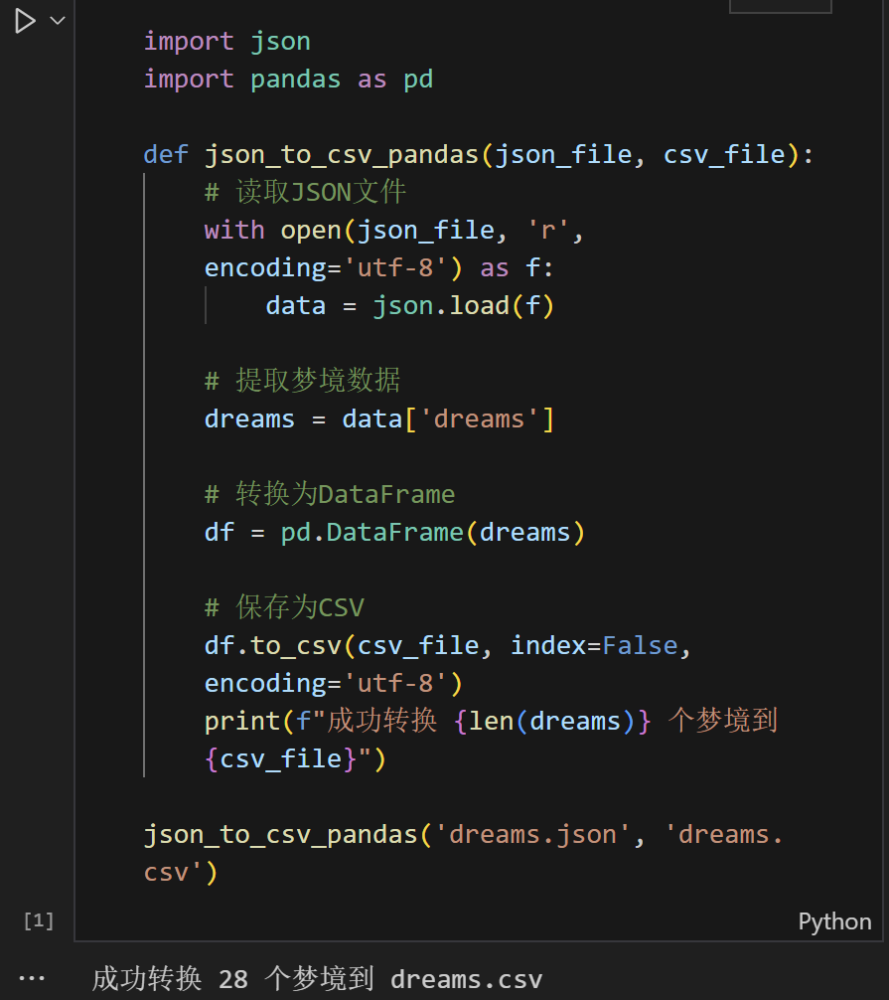 import json
import pandas as pd
def json_to_csv_pandas(json_file, csv_file):
# 读取JSON文件
with open(json_file, 'r',
encoding='utf-8') as f:
data = json.load(f)
# 提取梦境数据
dreams = data['dreams']
# 转换为DataFrame
df = pd.DataFrame(dreams)
# 保存为CSV
df.to_csv(csv_file, index=False,
encoding='utf-8')
print(f"成功转换 {len(dreams)} 个梦境到
{csv_file}")
json_to_csv_pandas('dreams.json', 'dreams.
csv')
[1]
Python
... 成功转换 28 个梦境到 dreams.csv